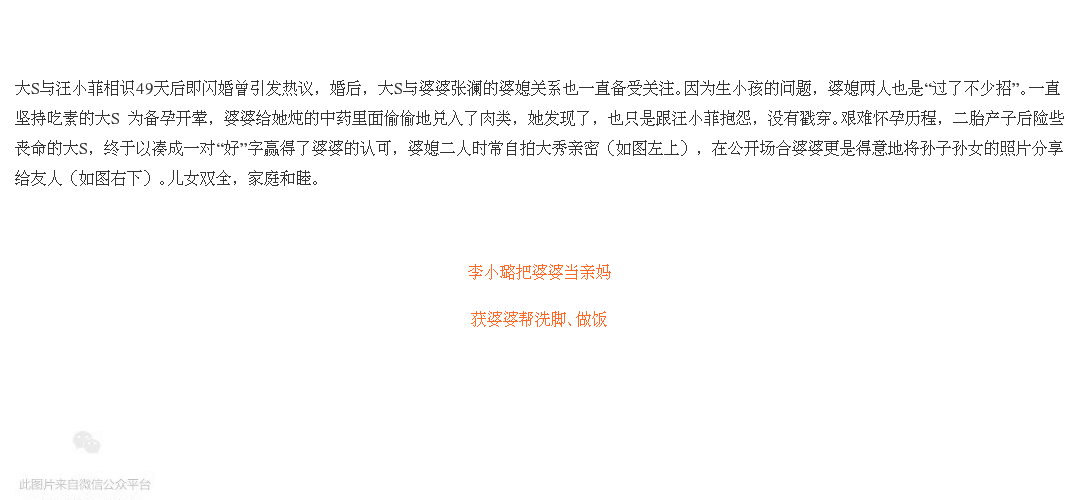 大S与汪小菲相识49天后即闪婚曾引发热议，婚后，大S与婆婆张澜的婆媳关系也一直备受关注。因为生小孩的问题，婆媳两人也是“过了不少招”。一直
坚持吃素的大S 为备孕开荤，婆婆给她炖的中药里面偷偷地兑入了肉类，她发现了，也只是跟汪小菲抱怨，没有戳穿。艰难怀孕历程，二胎产子后险些
丧命的大S，终于以凑成一对“好”字赢得了婆婆的认可，婆媳二人时常自拍大秀亲密（如图左上），在公开场合婆婆更是得意地将孙子孙女的照片分享
给友人（如图右下）。儿女双全，家庭和睦。
李小璐把婆婆当亲妈
获婆婆帮洗脚、做饭
此图片来自微信公众平台